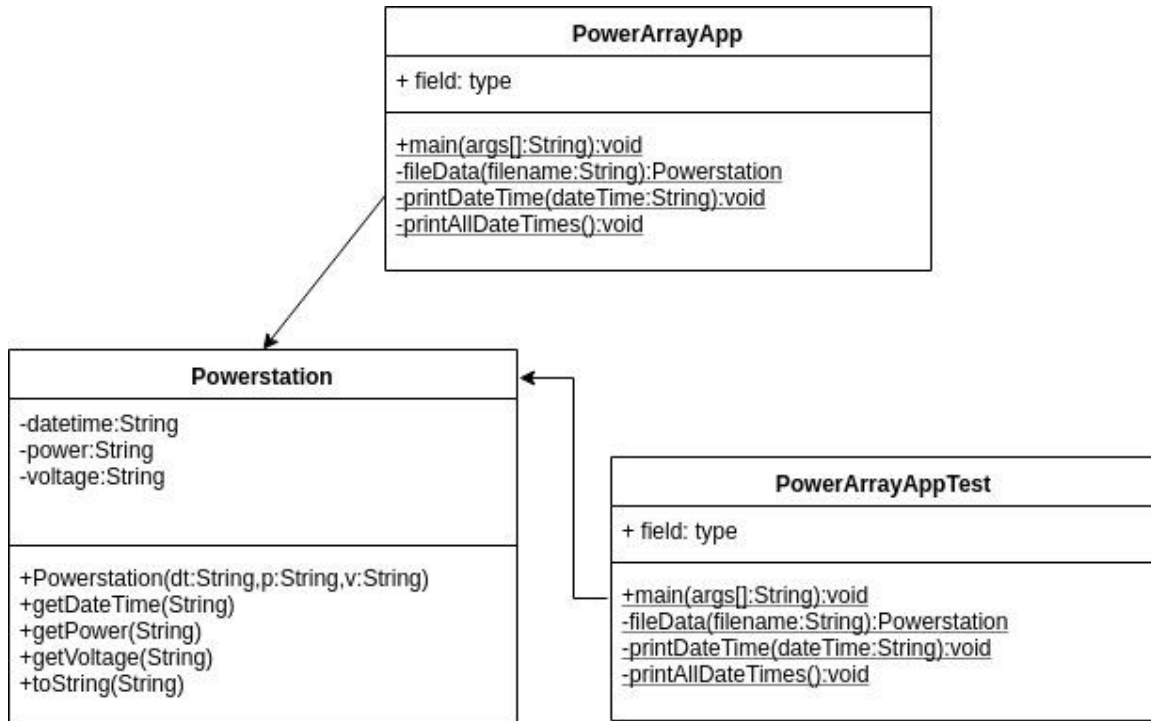 PowerArrayApp
+ field: type
+main(args[]:String):void
-fileData(filename:String):Powerstation
-printDateTime(dateTime:String):void
-printAllDateTimes():void
Powerstation
-datetime:String
-power:String
-voltage:String
+Powerstation(dt:String,p:String,v:String)
+getDateTime(String)
+getPower(String)
+getVoltage(String)
+toString(String)
PowerArrayAppTest
+ field: type
+main(args[]:String):void
-fileData(filename:String):Powerstation
-printDateTime(dateTime:String):void
-printAllDateTimes():void